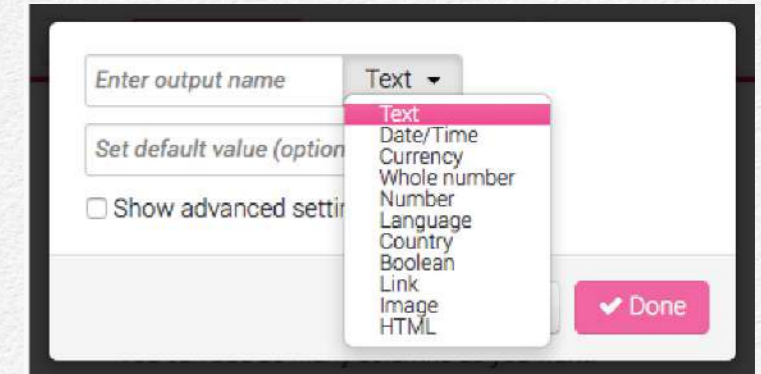 Enter output name
Text
Set default value (option
Show advanced settin
Text
Date/Time
Currency
Whole number
Number
Language
Country
Boolean
Link
Image
HTML
Done